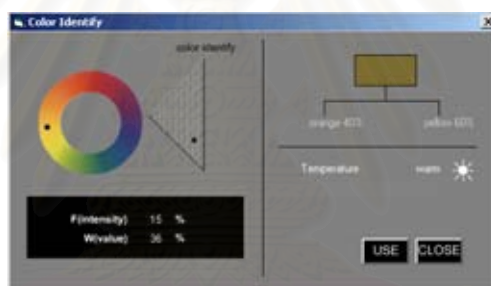 Color Identify
color identify
orange 40% yellow 60%
Temperature warm
F(intensity) 15 %
W(value) 36 %
USE CLOSE